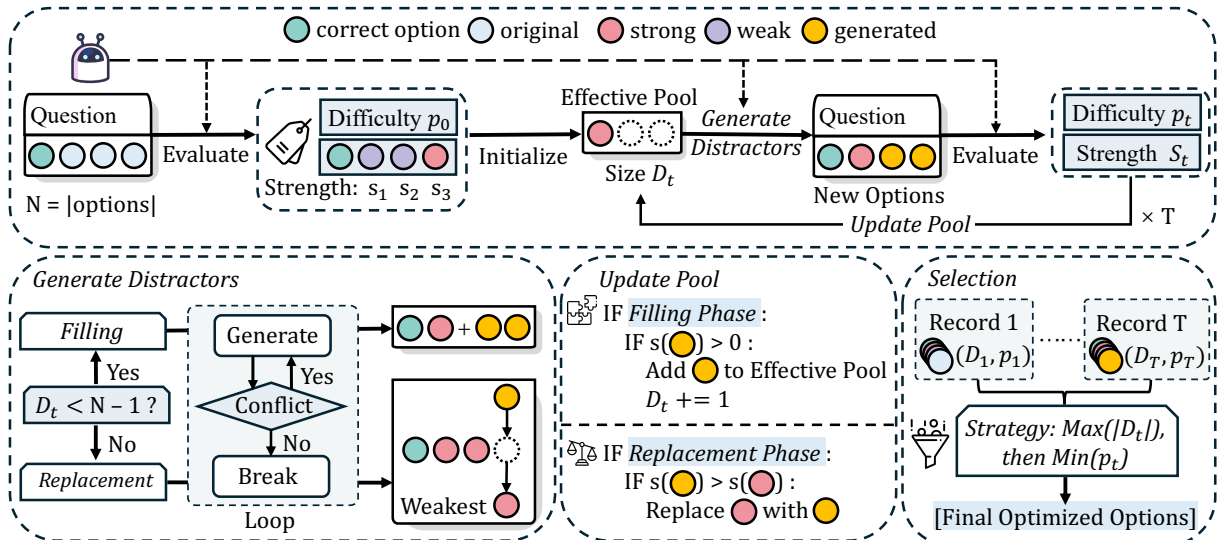 correct option original strong weak generated
Question
Evaluate
N = |options|
Difficulty p₀
Strength: s₁ s₂ s₃
Initialize
Effective Pool
Size Dₜ
Generate
Distractors
Question
New Options
Evaluate
Difficulty pₜ
Strength Sₜ
Update Pool
× T
Generate Distractors
Filling
Yes
Dₜ < N – 1 ?
No
Replacement
Generate
Yes
Conflict
No
Break
Loop
+
Weakest
Update Pool
IF Filling Phase :
IF s( ) > 0 :
Add to Effective Pool
Dₜ += 1
IF Replacement Phase :
IF s( ) > s( ) :
Replace with
Selection
Record 1 ........ Record T
(D₁, p₁) (D_T, p_T)
Strategy: Max(|Dₜ|),
then Min(pₜ)
[Final Optimized Options]